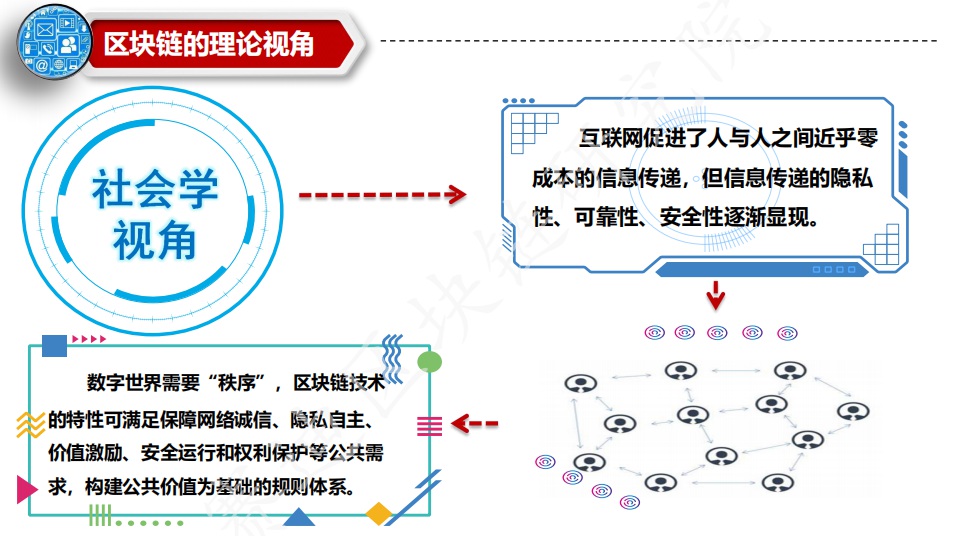 区块链的理论视角
社会学
视角
互联网促进了人与人之间近乎零
成本的信息传递，但信息传递的隐私
性、可靠性、安全性逐渐显现。
数字世界需要“秩序”，区块链技术
的特性可满足保障网络诚信、隐私自主、
价值激励、安全运行和权利保护等公共需
求，构建公共价值为基础的规则体系。